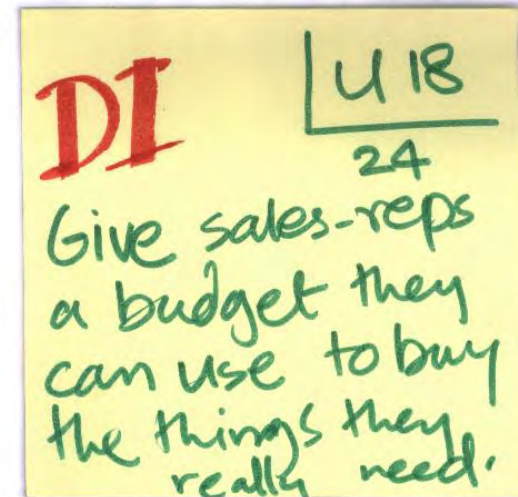 DI
U 18
24
Give sales-reps
a budget they
can use to buy
the things they
really need.